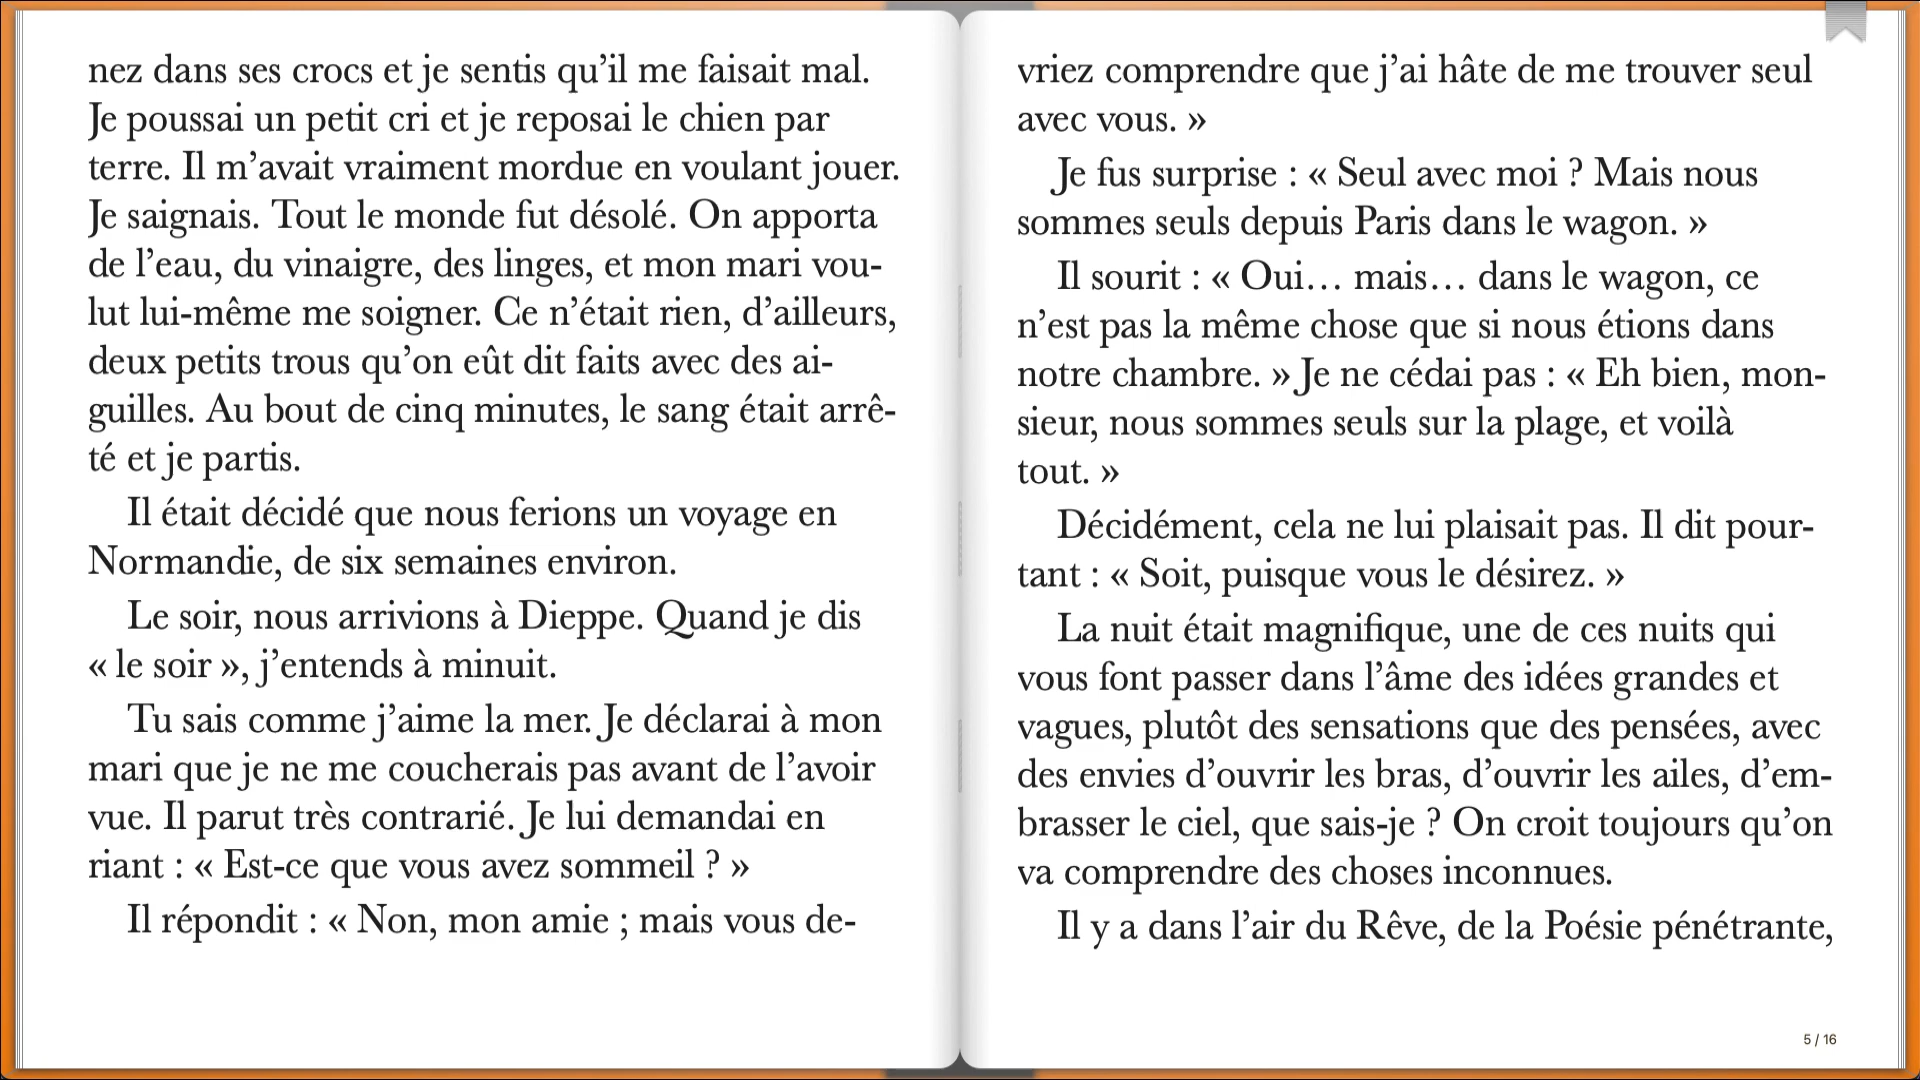 nez dans ses crocs et je sentis qu’il me faisait mal.
Je poussai un petit cri et je reposai le chien par
terre. Il m’avait vraiment mordue en voulant jouer.
Je saignais. Tout le monde fut désolé. On apporta
de l’eau, du vinaigre, des linges, et mon mari vou-
lut lui-même me soigner. Ce n’était rien, d’ailleurs,
deux petits trous qu’on eût dit faits avec des ai-
guilles. Au bout de cinq minutes, le sang était arrê-
té et je partis.
Il était décidé que nous ferions un voyage en
Normandie, de six semaines environ.
Le soir, nous arrivions à Dieppe. Quand je dis
« le soir », j’entends à minuit.
Tu sais comme j’aime la mer. Je déclarai à mon
mari que je ne me coucherais pas avant de l’avoir
vue. Il parut très contrarié. Je lui demandai en
riant : « Est-ce que vous avez sommeil ? »
Il répondit : « Non, mon amie ; mais vous de-
vriez comprendre que j’ai hâte de me trouver seul
avec vous. »
Je fus surprise : « Seul avec moi ? Mais nous
sommes seuls depuis Paris dans le wagon. »
Il sourit : « Oui… mais… dans le wagon, ce
n’est pas la même chose que si nous étions dans
notre chambre. » Je ne cédai pas : « Eh bien, mon-
sieur, nous sommes seuls sur la plage, et voilà
tout. »
Décidément, cela ne lui plaisait pas. Il dit pour-
tant : « Soit, puisque vous le désirez. »
La nuit était magnifique, une de ces nuits qui
vous font passer dans l’âme des idées grandes et
vagues, plutôt des sensations que des pensées, avec
des envies d’ouvrir les bras, d’ouvrir les ailes, d’em-
brasser le ciel, que sais-je ? On croit toujours qu’on
va comprendre des choses inconnues.
Il y a dans l’air du Rêve, de la Poésie pénétrante,
5 / 16